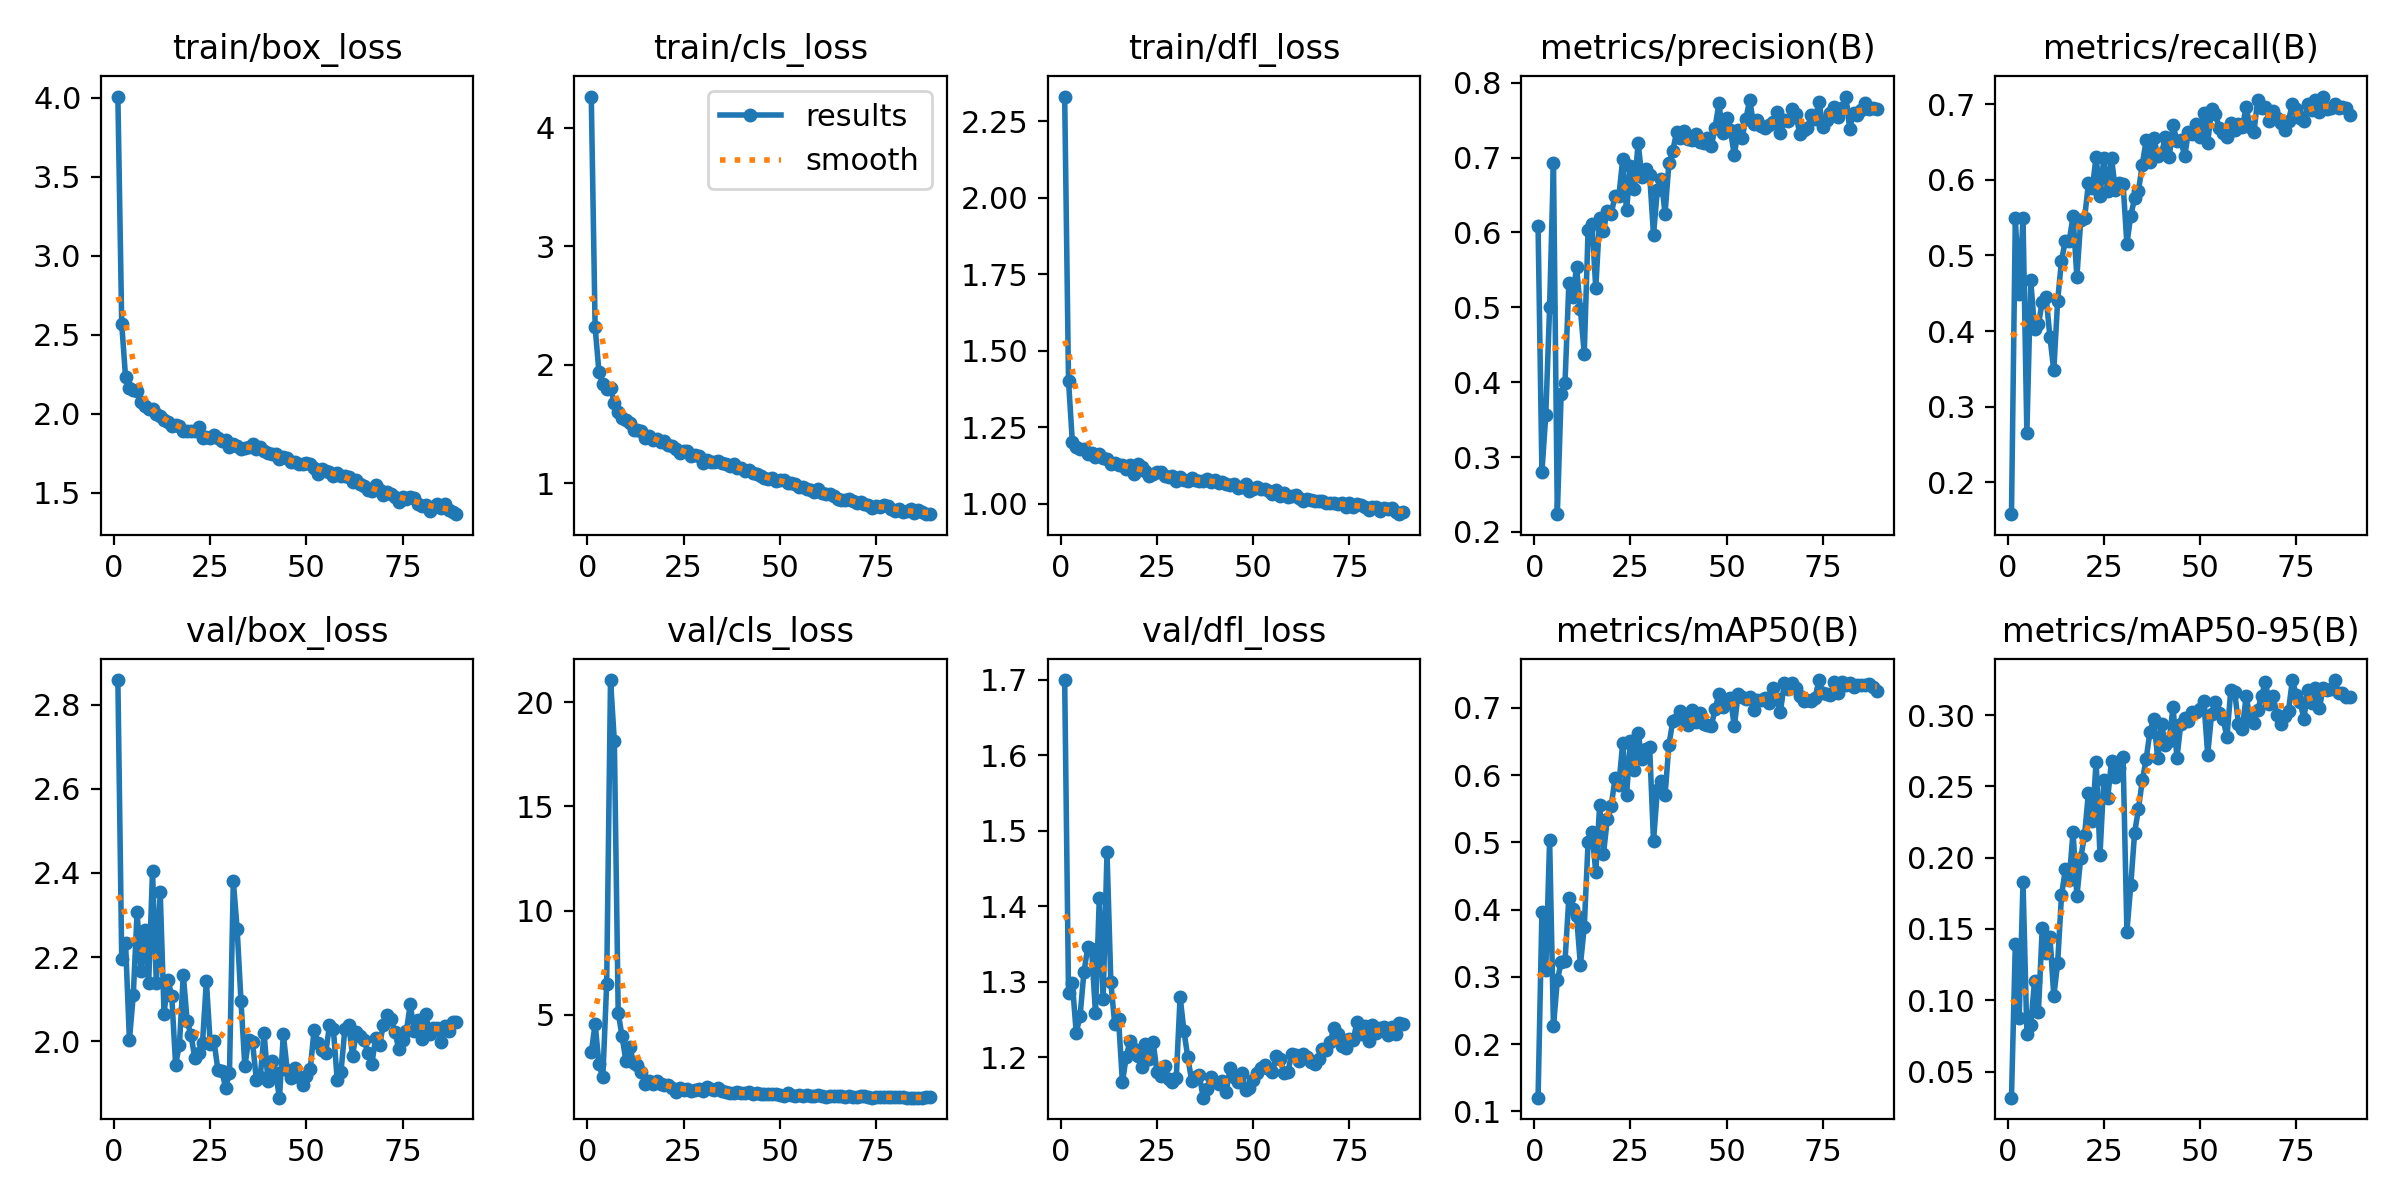 train/box_loss
4.0
3.5
3.0
2.5
2.0
1.5
0 25 50 75
train/cls_loss
results
smooth
4
3
2
1
0 25 50 75
train/dfl_loss
2.25
2.00
1.75
1.50
1.25
1.00
0 25 50 75
metrics/precision(B)
0.8
0.7
0.6
0.5
0.4
0.3
0.2
0 25 50 75
metrics/recall(B)
0.7
0.6
0.5
0.4
0.3
0.2
0 25 50 75
val/box_loss
2.8
2.6
2.4
2.2
2.0
0 25 50 75
val/cls_loss
20
15
10
5
0 25 50 75
val/dfl_loss
1.7
1.6
1.5
1.4
1.3
1.2
0 25 50 75
metrics/mAP50(B)
0.7
0.6
0.5
0.4
0.3
0.2
0.1
0 25 50 75
metrics/mAP50-95(B)
0.30
0.25
0.20
0.15
0.10
0.05
0 25 50 75